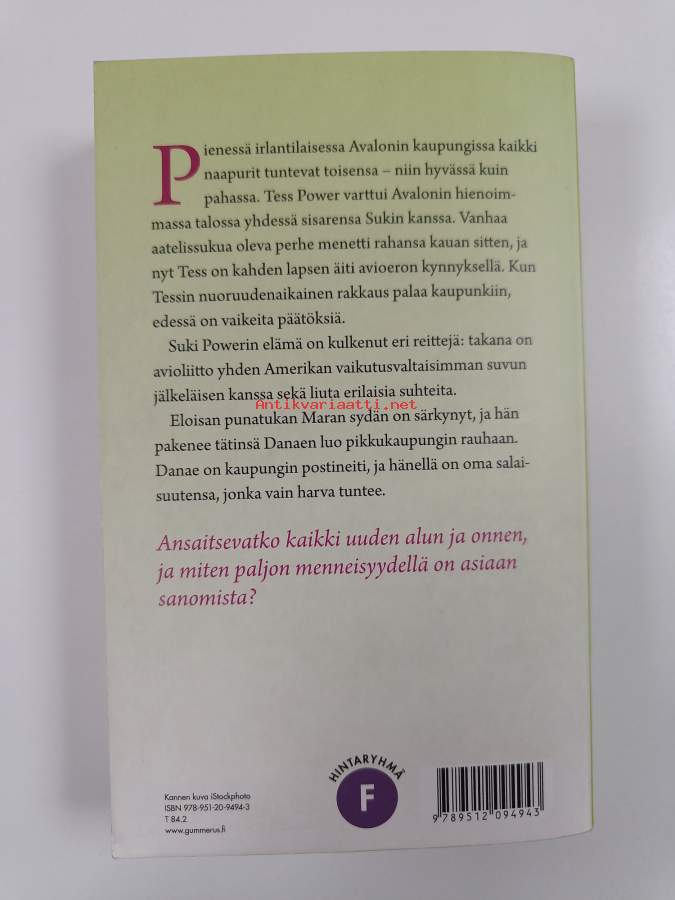 Pienessä irlantilaisessa Avalonin kaupungissa kaikki
naapurit tuntevat toisensa – niin hyvässä kuin
pahassa. Tess Power varttui Avalonin hienoim-
massa talossa yhdessä sisarensa Sukin kanssa. Vanhaa
aatelissukua oleva perhe menetti rahansa kauan sitten, ja
nyt Tess on kahden lapsen äiti avioeron kynnyksellä. Kun
Tessin nuoruudenaikainen rakkaus palaa kaupunkiin,
edessä on vaikeita päätöksiä.
Suki Powerin elämä on kulkenut eri reittejä: takana on
avioliitto yhden Amerikan vaikutusvaltaisimman suvun
jälkeläisen kanssa sekä liuta erilaisia suhteita.
Antikvariaatti.net
Eloisan punatukan Maran sydän on särkynyt, ja hän
pakenee tätinsä Danaen luo pikkukaupungin rauhaan.
Danae on kaupungin postineiti, ja hänellä on oma salai-
suutensa, jonka vain harva tuntee.
Ansaitsevatko kaikki uuden alun ja onnen,
ja miten paljon menneisyydellä on asiaan
sanomista?
Kannen kuva iStockphoto
ISBN 978-951-20-9494-3
T 84.2
www.gummerus.fi
HINTARYHMÄ
F
9 789512 094943